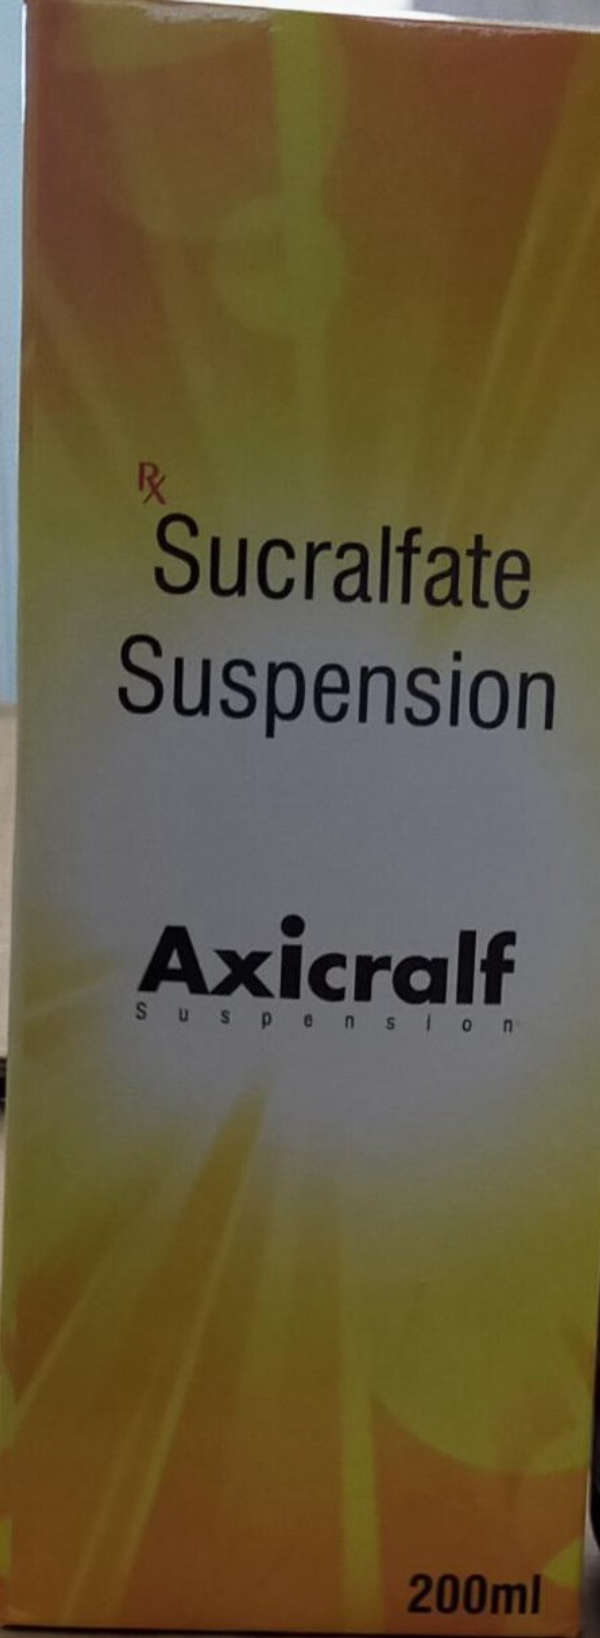 Rx
Sucralfate
Suspension
Axicralf
Suspension
200ml